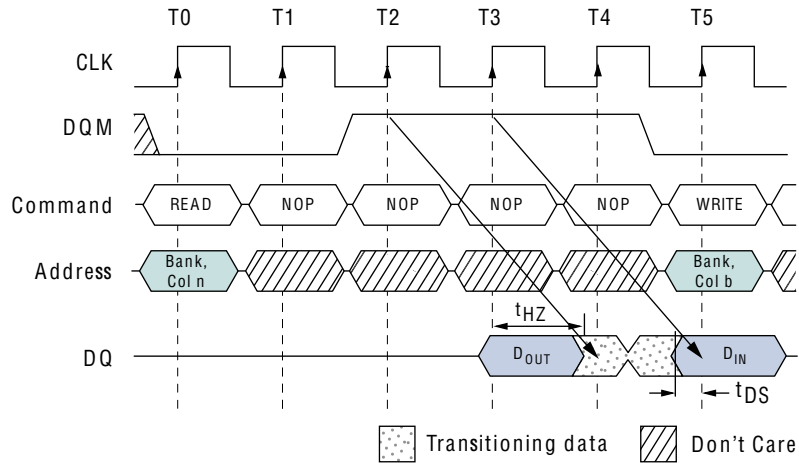 T0 T1 T2 T3 T4 T5
CLK
DQM
Command READ NOP NOP NOP NOP WRITE
Address Bank, Col n Bank, Col b
tHZ
DQ DOUT DIN
tDS
Transitioning data Don't Care